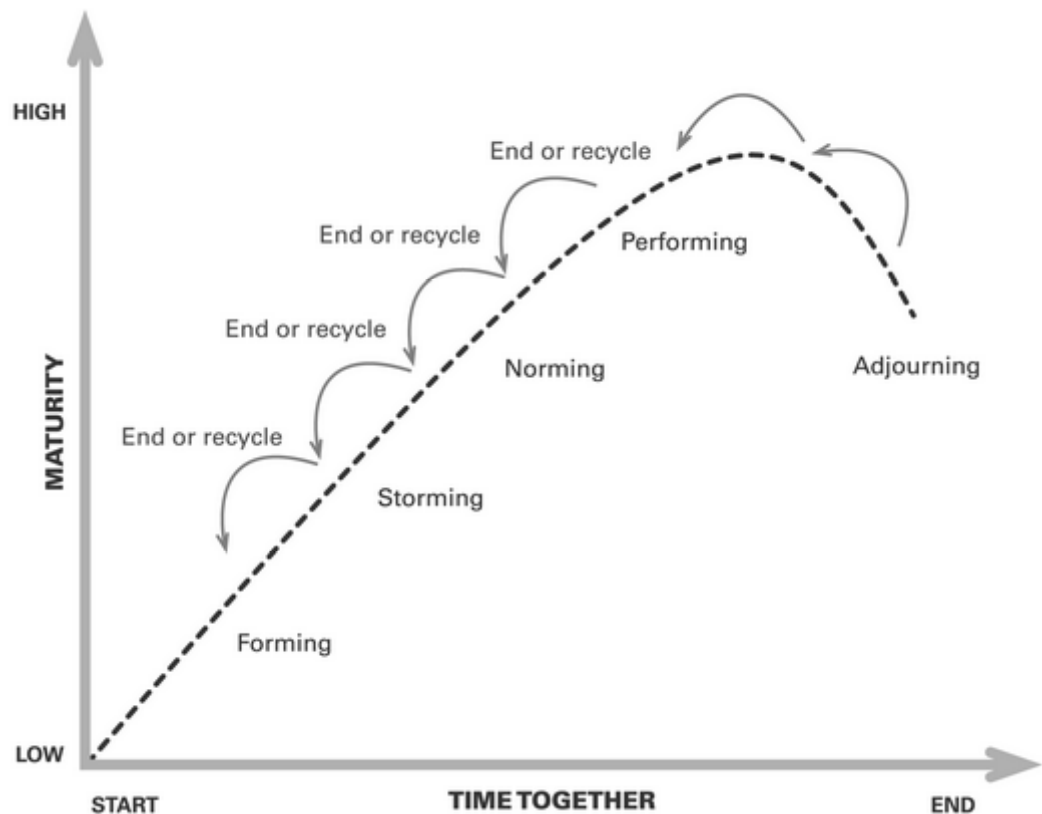 HIGH
End or recycle
Performing
End or recycle
End or recycle
Norming
Adjourning
MATURITY
End or recycle
Storming
Forming
LOW
START
TIME TOGETHER
END